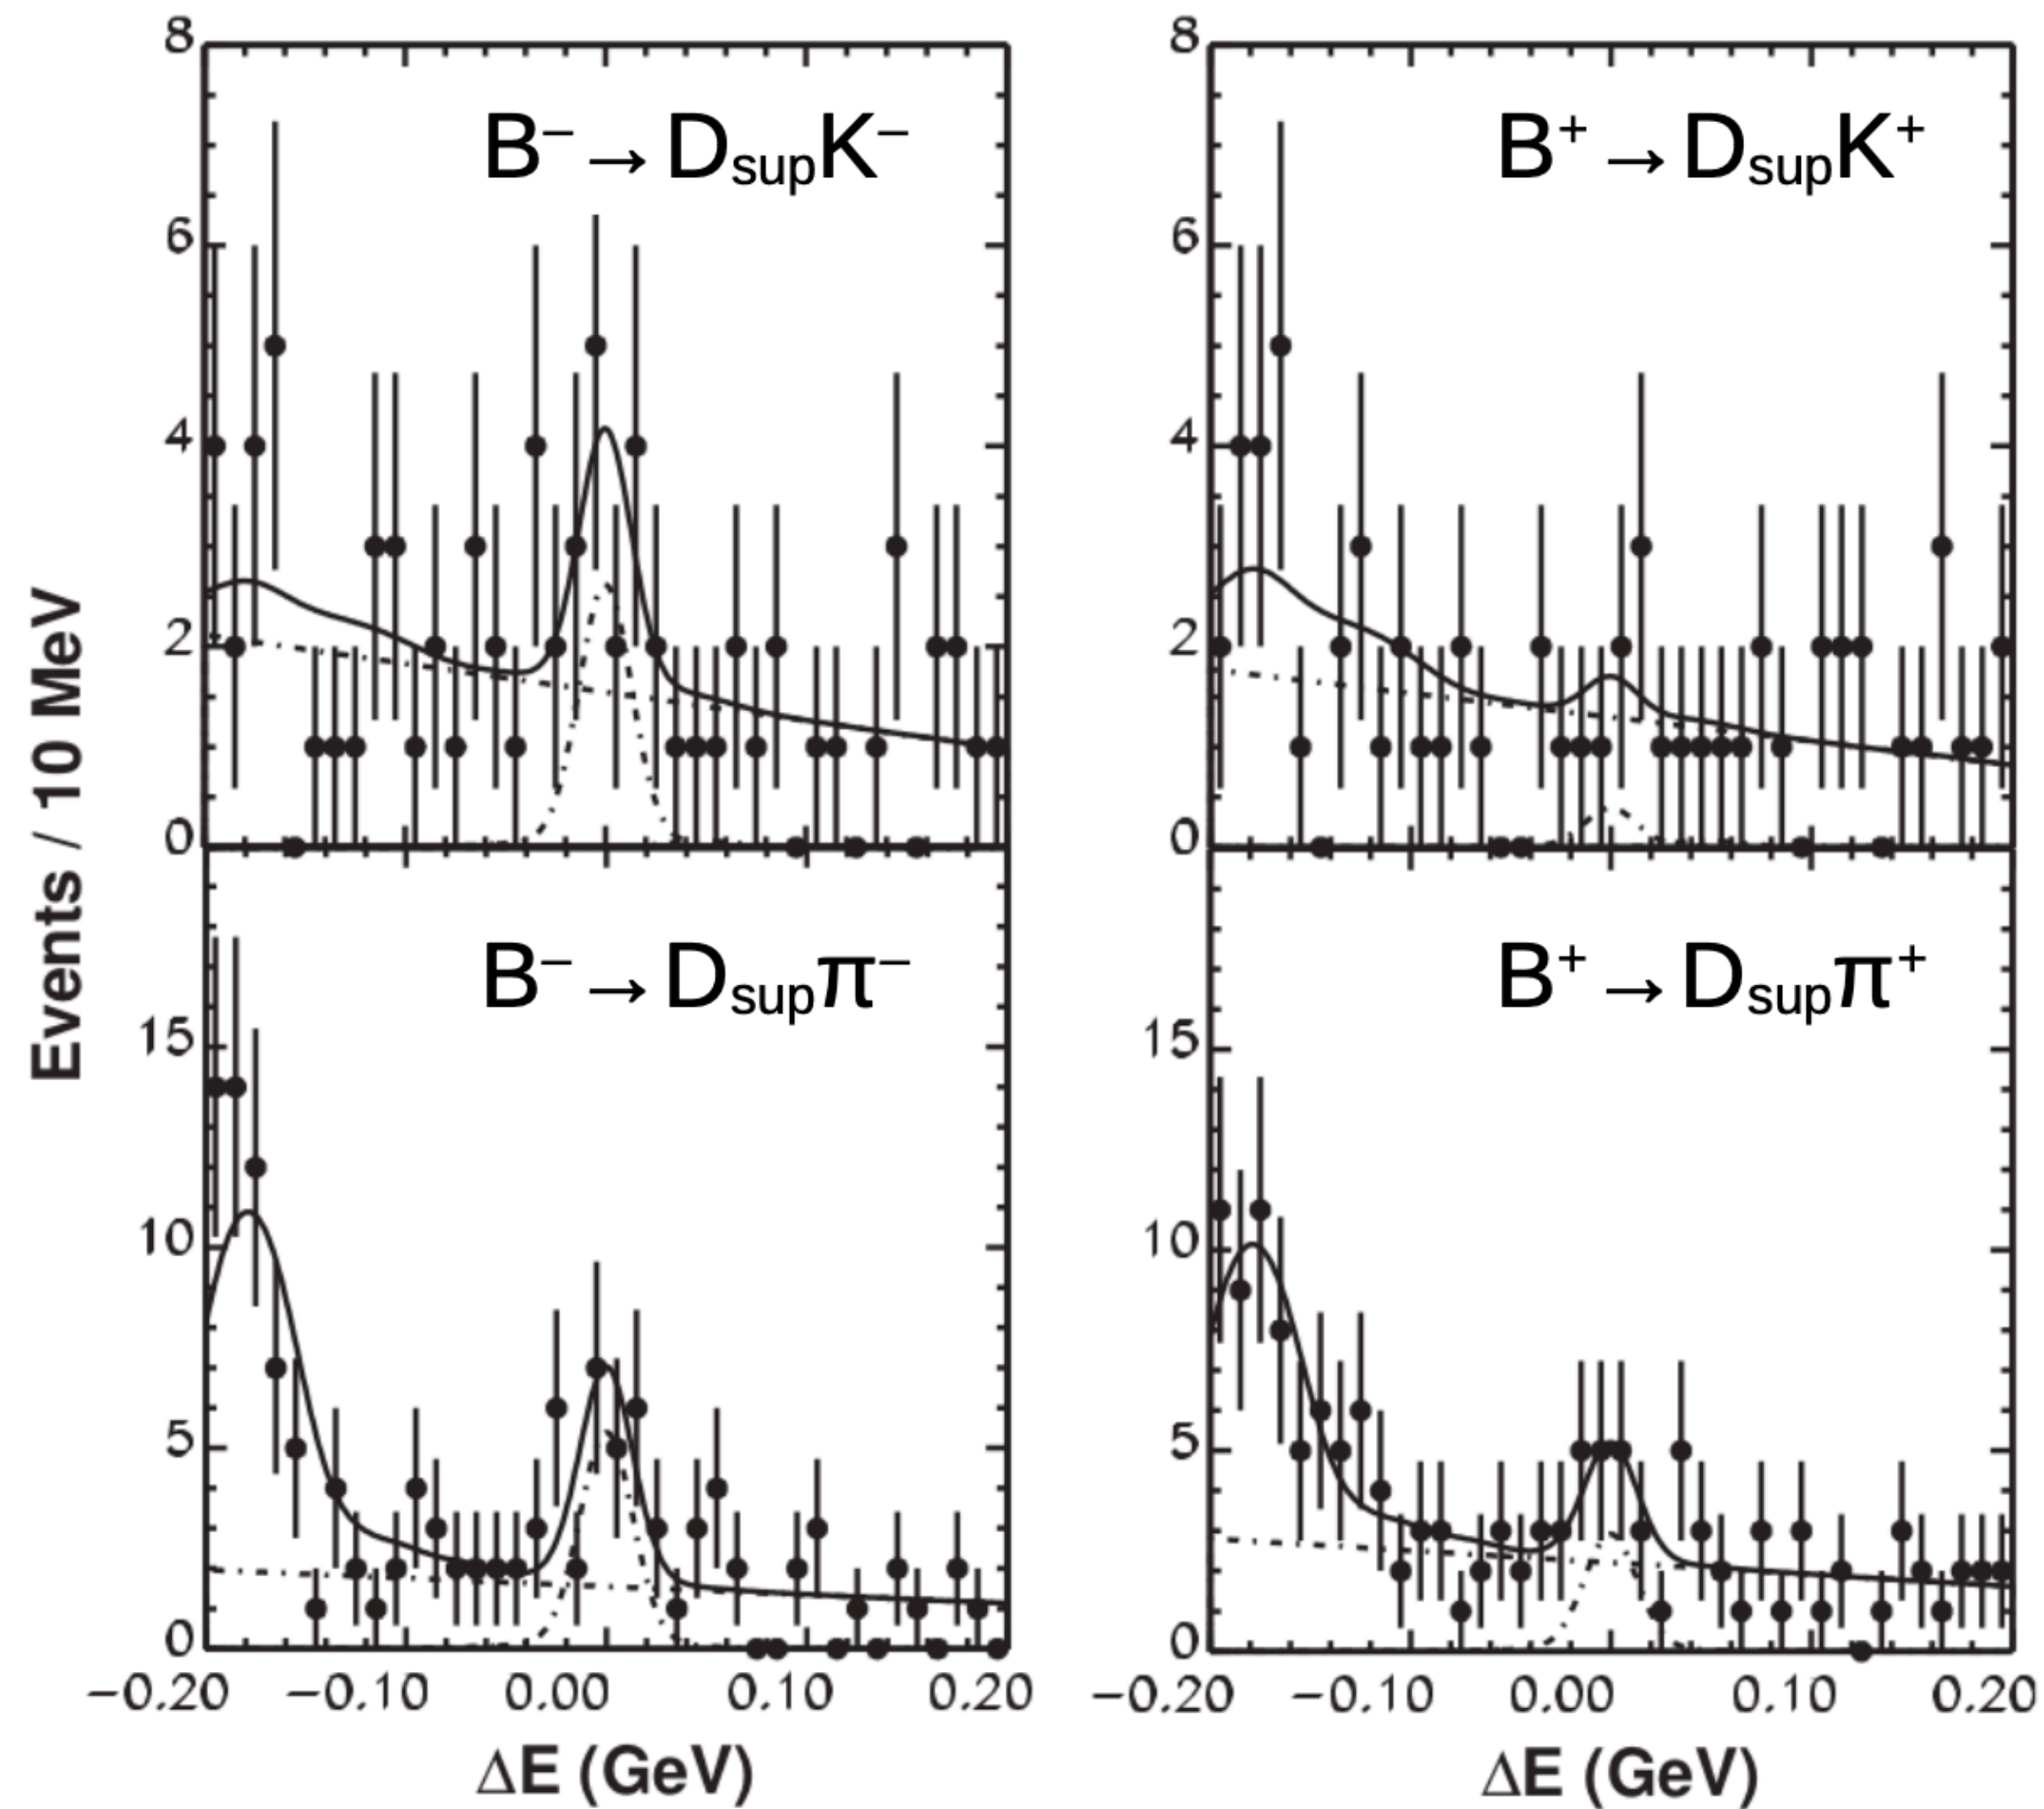 Events / 10 MeV
8
6
4
2
0
B⁻ → D_sup K⁻
8
6
4
2
0
B⁺ → D_sup K⁺
15
10
5
0
B⁻ → D_sup π⁻
−0.20 −0.10 0.00 0.10 0.20
ΔE (GeV)
15
10
5
0
B⁺ → D_sup π⁺
−0.20 −0.10 0.00 0.10 0.20
ΔE (GeV)